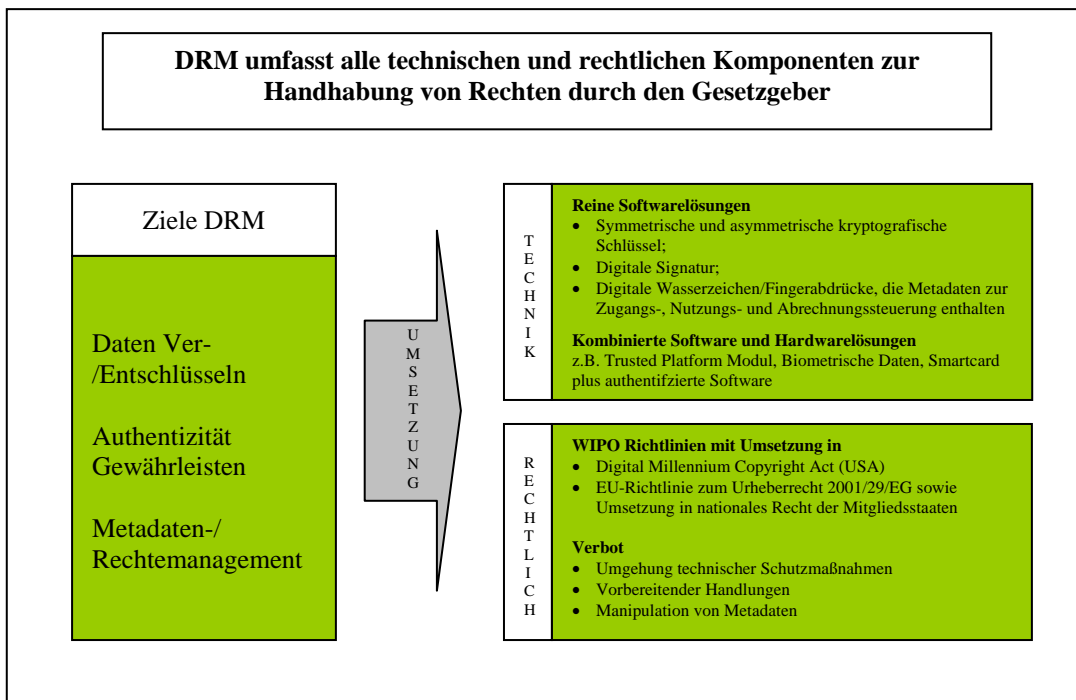 DRM umfasst alle technischen und rechtlichen Komponenten zur
Handhabung von Rechten durch den Gesetzgeber
Ziele DRM
Daten Ver-
/Entschlüsseln
Authentizität
Gewährleisten
Metadaten-/
Rechtemanagement
UMSETZUNG
TECHNIK
Reine Softwarelösungen
• Symmetrische und asymmetrische kryptografische
Schlüssel;
• Digitale Signatur;
• Digitale Wasserzeichen/Fingerabdrücke, die Metadaten zur
Zugangs-, Nutzungs- und Abrechnungssteuerung enthalten
Kombinierte Software und Hardwarelösungen
z.B. Trusted Platform Modul, Biometrische Daten, Smartcard
plus authentifzierte Software
RECHTLICH
WIPO Richtlinien mit Umsetzung in
• Digital Millennium Copyright Act (USA)
• EU-Richtlinie zum Urheberrecht 2001/29/EG sowie
Umsetzung in nationales Recht der Mitgliedsstaaten
Verbot
• Umgehung technischer Schutzmaßnahmen
• Vorbereitender Handlungen
• Manipulation von Metadaten